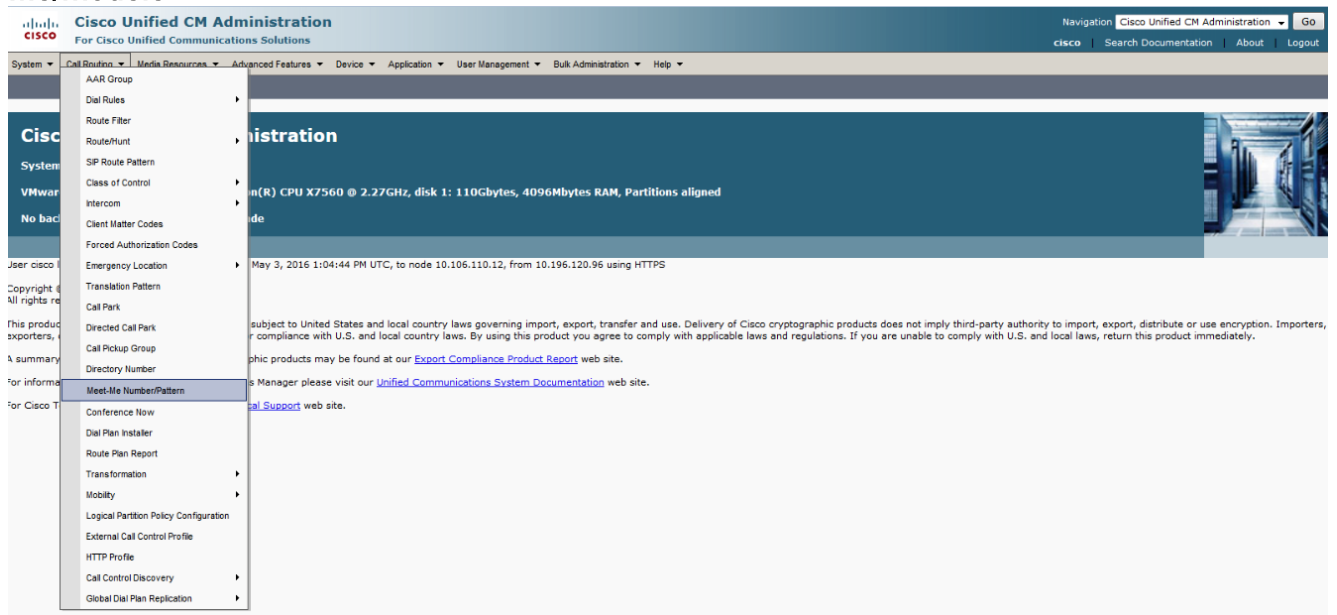 Cisco Unified CM Administration
For Cisco Unified Communications Solutions
CISCO
Navigation Cisco Unified CM Administration Go
cisco | Search Documentation | About | Logout
System Call Routing Media Resources Advanced Features Device Application User Management Bulk Administration Help
AAR Group
Dial Rules
Route Filter
Route/Hunt
SIP Route Pattern
Class of Control
Intercom
Client Matter Codes
Forced Authorization Codes
Emergency Location
Translation Pattern
Call Park
Directed Call Park
Call Pickup Group
Directory Number
Meet-Me Number/Pattern
Conference Now
Dial Plan Installer
Route Plan Report
Transformation
Mobility
Logical Partition Policy Configuration
External Call Control Profile
HTTP Profile
Call Control Discovery
Global Dial Plan Replication
Cisc istration
System
VMwar n(R) CPU X7560 @ 2.27GHz, disk 1: 110Gbytes, 4096Mbytes RAM, Partitions aligned
No bac de
User cisco l May 3, 2016 1:04:44 PM UTC, to node 10.106.110.12, from 10.196.120.96 using HTTPS
Copyright
All rights re
This produc subject to United States and local country laws governing import, export, transfer and use. Delivery of Cisco cryptographic products does not imply third-party authority to import, export, distribute or use encryption. Importers,
exporters, r compliance with U.S. and local country laws. By using this product you agree to comply with applicable laws and regulations. If you are unable to comply with U.S. and local laws, return this product immediately.
A summary phic products may be found at our Export Compliance Product Report web site.
For informa s Manager please visit our Unified Communications System Documentation web site.
For Cisco T cal Support web site.